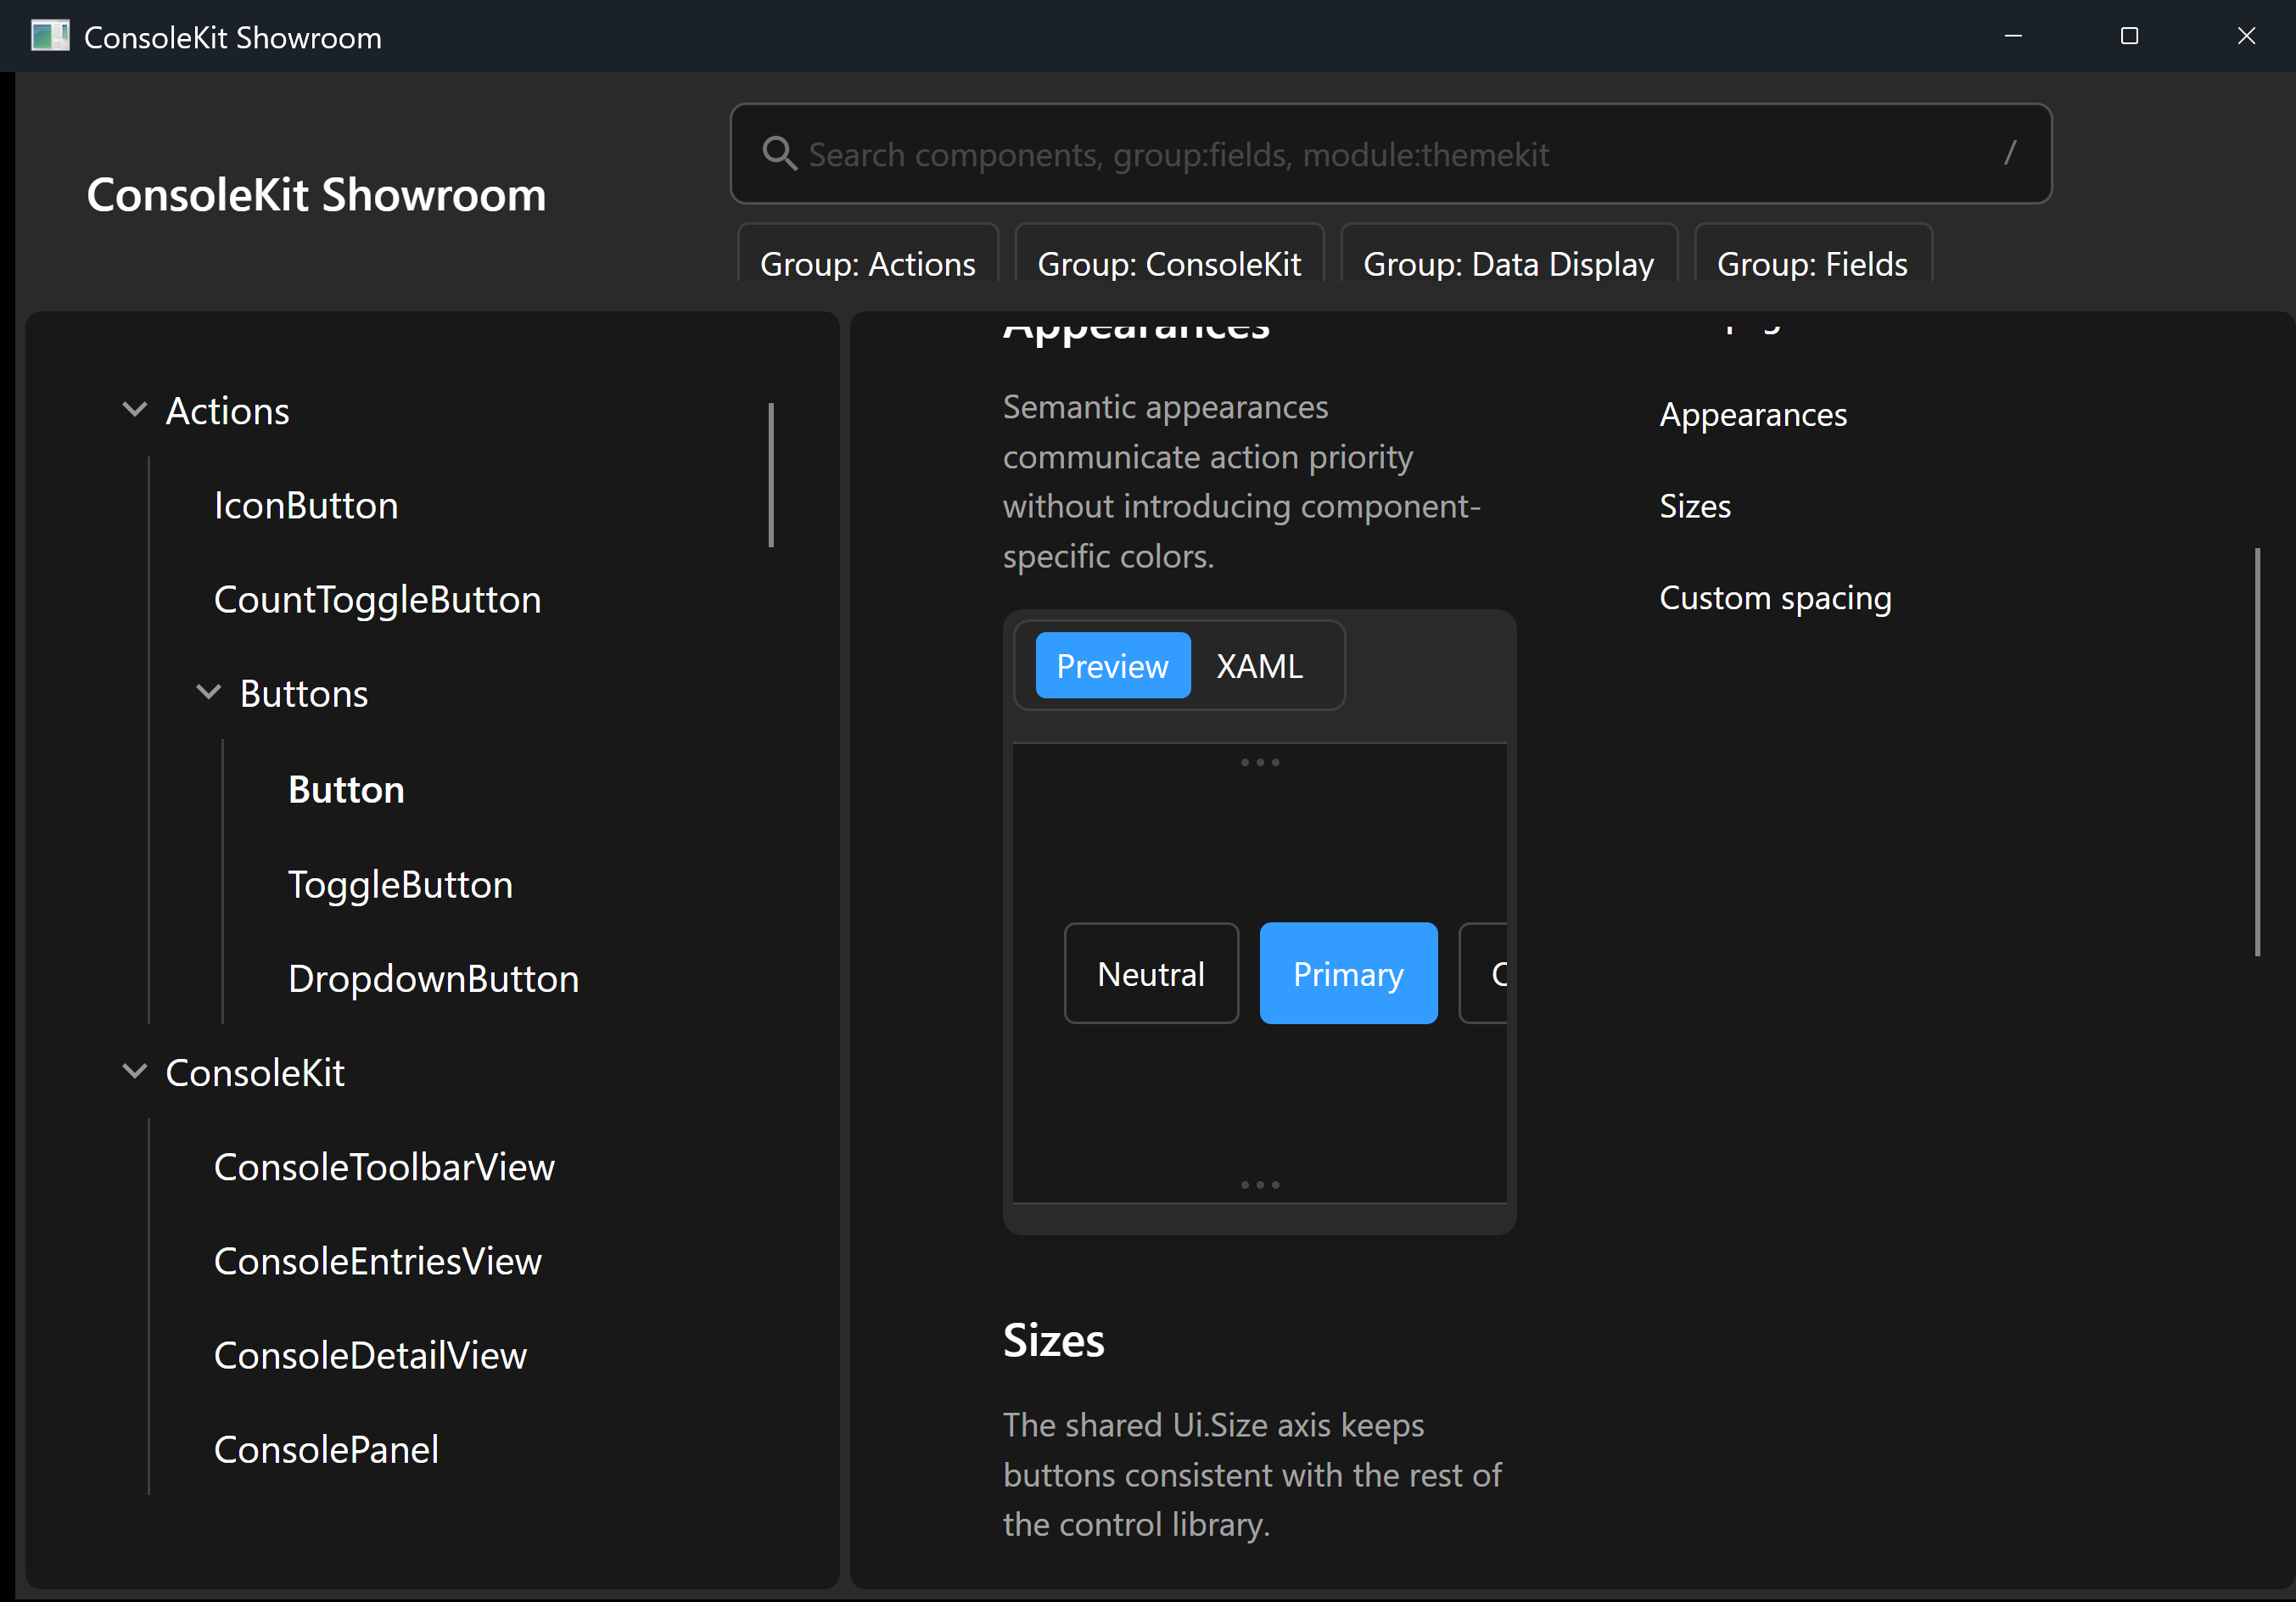 ConsoleKit Showroom
ConsoleKit Showroom
Search components, group:fields, module:themekit
/
Group: Actions
Group: ConsoleKit
Group: Data Display
Group: Fields
Actions
IconButton
CountToggleButton
Buttons
Button
ToggleButton
DropdownButton
ConsoleKit
ConsoleToolbarView
ConsoleEntriesView
ConsoleDetailView
ConsolePanel
Appearances
Semantic appearances
communicate action priority
without introducing component-
specific colors.
Preview
XAML
Neutral
Primary
Sizes
The shared Ui.Size axis keeps
buttons consistent with the rest of
the control library.
Appearances
Sizes
Custom spacing